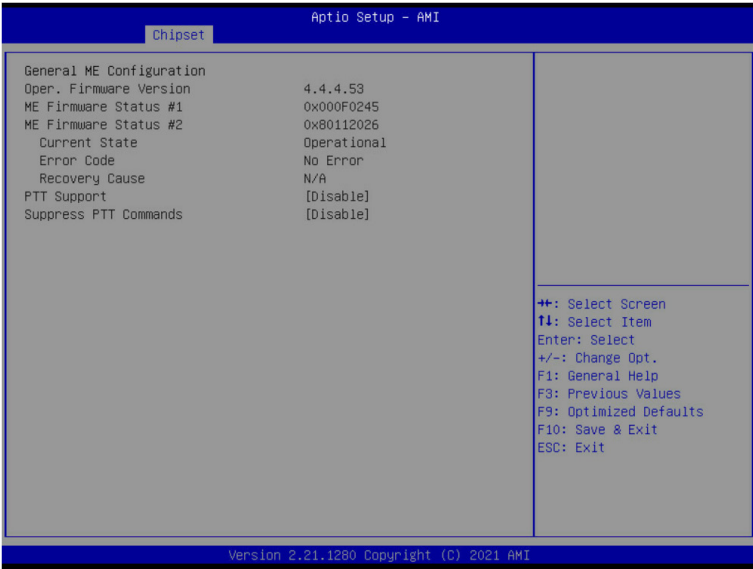 Aptio Setup – AMI
Chipset
General ME Configuration
Oper. Firmware Version 4.4.4.53
ME Firmware Status #1 0x000F0245
ME Firmware Status #2 0x80112026
Current State Operational
Error Code No Error
Recovery Cause N/A
PTT Support [Disable]
Suppress PTT Commands [Disable]
→←: Select Screen
↑↓: Select Item
Enter: Select
+/-: Change Opt.
F1: General Help
F3: Previous Values
F9: Optimized Defaults
F10: Save & Exit
ESC: Exit
Version 2.21.1280 Copyright (C) 2021 AMI